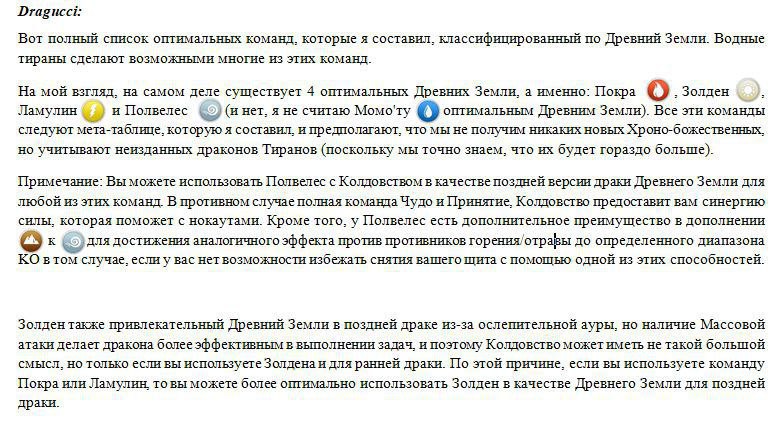 Dragucci:
Вот полный список оптимальных команд, которые я составил, классифицированный по Древний Земли. Водные
тираны сделают возможными многие из этих команд.
На мой взгляд, на самом деле существует 4 оптимальных Древних Земли, а именно: Покра , Золден ,
Ламулин и Полвелес (и нет, я не считаю Момо'ту оптимальным Древним Земли). Все эти команды
следуют мета-таблице, которую я составил, и предполагают, что мы не получим никаких новых Хроно-божественных,
но учитывают неизданных драконов Тиранов (поскольку мы точно знаем, что их будет гораздо больше).
Примечание: Вы можете использовать Полвелес с Колдовством в качестве поздней версии драки Древнего Земли для
любой из этих команд. В противном случае полная команда Чудо и Принятие, Колдовство предоставит вам синергию
силы, которая поможет с нокаутами. Кроме того, у Полвелес есть дополнительное преимущество в дополнении
к для достижения аналогичного эффекта против противников горения/отравы до определенного диапазона
КО в том случае, если у вас нет возможности избежать снятия вашего щита с помощью одной из этих способностей.
Золден также привлекательный Древний Земли в поздней драке из-за ослепительной ауры, но наличие Массовой
атаки делает дракона более эффективным в выполнении задач, и поэтому Колдовство может иметь не такой большой
смысл, но только если вы используете Золдена и для ранней драки. По этой причине, если вы используете команду
Покра или Ламулин, то вы можете более оптимально использовать Золден в качестве Древнего Земли для поздней
драки.